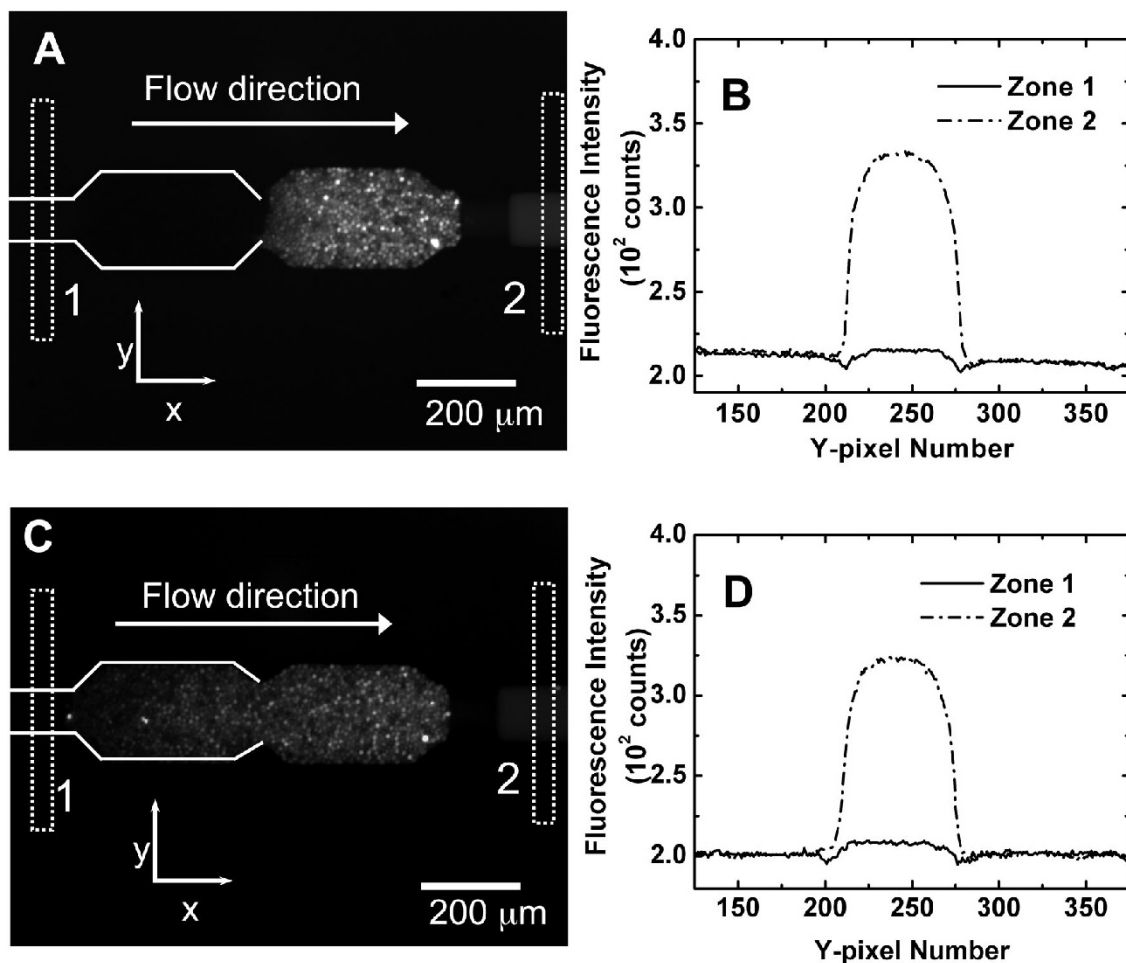 A
Flow direction
1
2
y
x
200 μm
B
Zone 1
Zone 2
Fluorescence Intensity
(10² counts)
4.0
3.5
3.0
2.5
2.0
150 200 250 300 350
Y-pixel Number
C
Flow direction
1
2
y
x
200 μm
D
Zone 1
Zone 2
Fluorescence Intensity
(10² counts)
4.0
3.5
3.0
2.5
2.0
150 200 250 300 350
Y-pixel Number